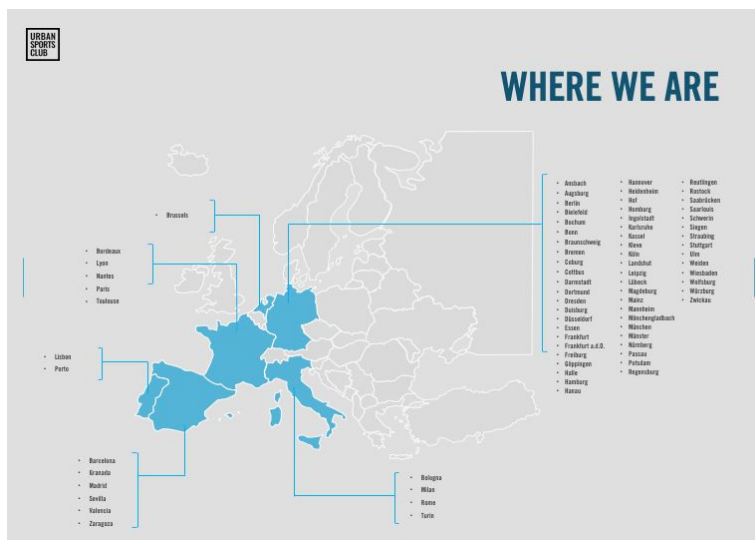 URBAN
SPORTS
CLUB
WHERE WE ARE
• Brussels
• Bordeaux
• Lyon
• Nantes
• Paris
• Toulouse
• Lisbon
• Porto
• Barcelona
• Granada
• Madrid
• Sevilla
• Valencia
• Zaragoza
• Bologna
• Milan
• Rome
• Turin
• Ansbach
• Augsburg
• Berlin
• Bielefeld
• Bochum
• Bonn
• Braunschweig
• Bremen
• Coburg
• Cottbus
• Darmstadt
• Dortmund
• Dresden
• Duisburg
• Düsseldorf
• Essen
• Frankfurt
• Frankfurt a.d.O.
• Freiburg
• Göppingen
• Halle
• Hamburg
• Hanau
• Hannover
• Heidenheim
• Hof
• Homburg
• Ingolstadt
• Karlsruhe
• Kassel
• Kleve
• Köln
• Landshut
• Leipzig
• Lübeck
• Magdeburg
• Mainz
• Mannheim
• Mönchengladbach
• München
• Münster
• Nürnberg
• Passau
• Potsdam
• Regensburg
• Reutlingen
• Rostock
• Saabrücken
• Saarlouis
• Schwerin
• Singen
• Straubing
• Stuttgart
• Ulm
• Weiden
• Wiesbaden
• Wolfsburg
• Würzburg
• Zwickau